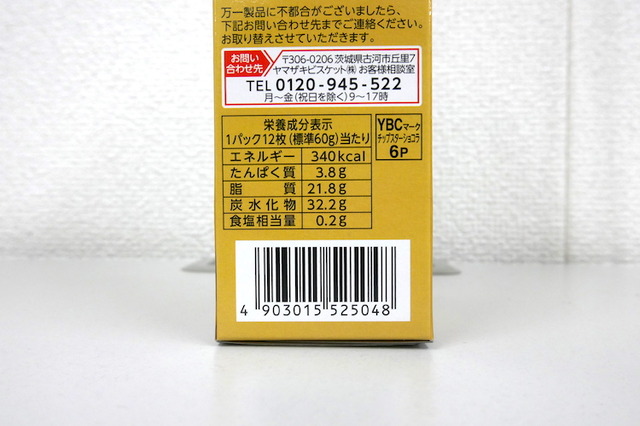 万一製品に不都合がございましたら、
下記お問い合わせ先までご連絡ください。
お取り替えさせていただきます。
お問い
合わせ先
〒306-0206 茨城県古河市丘里7
ヤマザキビスケット㈱ お客様相談室
TEL 0120-945-522
月〜金(祝日を除く)9〜17時
栄養成分表示
1パック12枚(標準60g)当たり
エネルギー 340kcal
たんぱく質 3.8g
脂質 21.8g
炭水化物 32.2g
食塩相当量 0.2g
YBCマーク
チップスターショコラ
6P
4 903015 525048